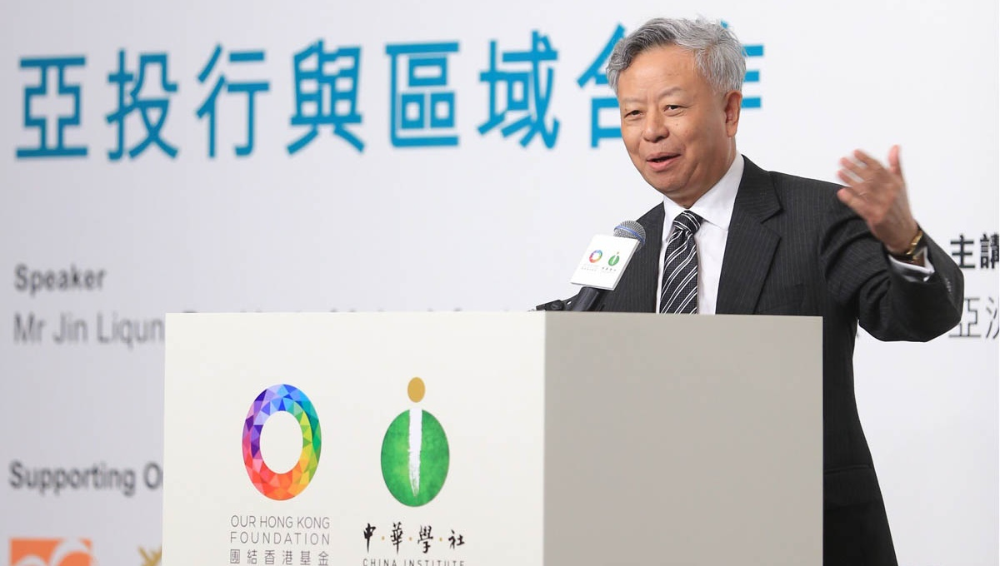 亞投行與區域合作
Speaker
Mr Jin Liqun
主講
Supporting
OUR HONG KONG
FOUNDATION
團結香港基金
中·華·學·社
CHINA INSTITUTE